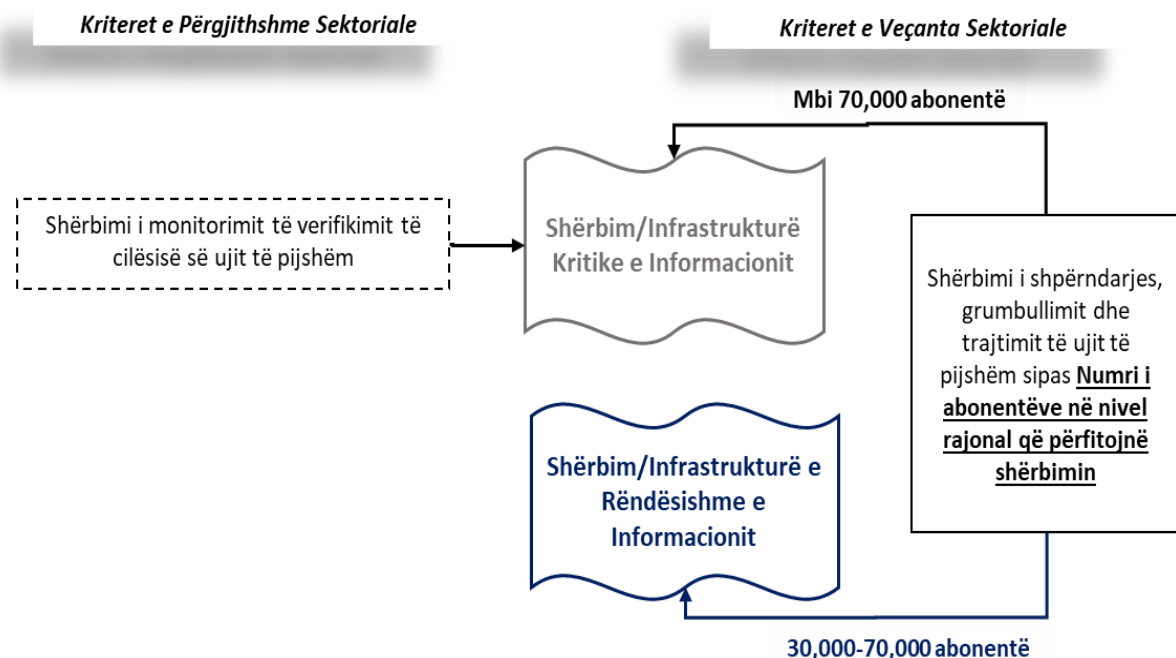 Kriteret e Përgjithshme Sektoriale
Kriteret e Veçanta Sektoriale
Mbi 70,000 abonentë
Shërbimi i monitorimit të verifikimit të
cilësisë së ujit të pijshëm
Shërbim/Infrastrukturë
Kritike e Informacionit
Shërbimi i shpërndarjes,
grumbullimit dhe
trajtimit të ujit të
pijshëm sipas Numri i
abonentëve në nivel
rajonal që përfitojnë
shërbimin
Shërbim/Infrastrukturë e
Rëndësishme e
Informacionit
30,000-70,000 abonentë